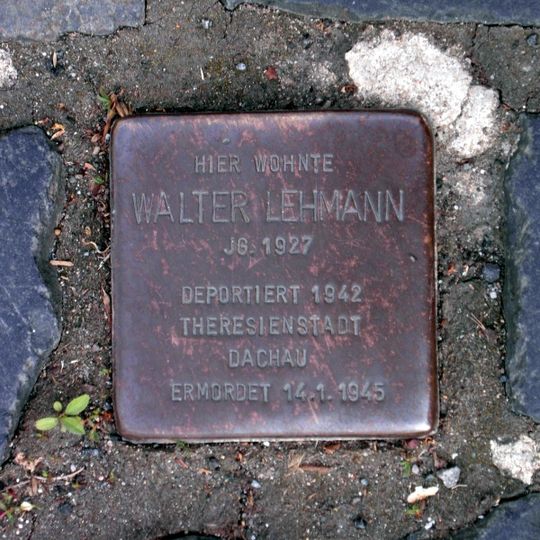 HIER WOHNTE
WALTER LEHMANN
JG. 1927
DEPORTIERT 1942
THERESIENSTADT
DACHAU
ERMORDET 14.1.1945